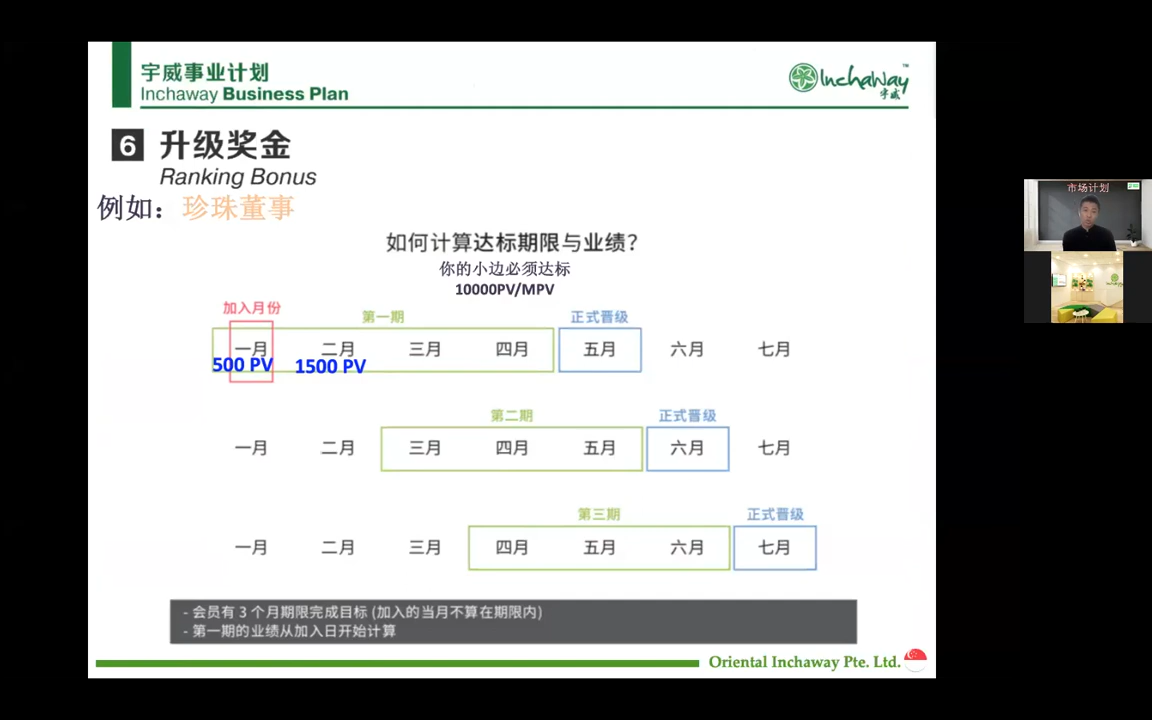 宇威事业计划
Inchaway Business Plan
Inchaway™
宇威
6 升级奖金
Ranking Bonus
例如：珍珠董事
如何计算达标期限与业绩？
你的小边必须达标
10000PV/MPV
加入月份 第一期 正式晋级
一月 二月 三月 四月 五月 六月 七月
500 PV 1500 PV
第二期 正式晋级
一月 二月 三月 四月 五月 六月 七月
第三期 正式晋级
一月 二月 三月 四月 五月 六月 七月
- 会员有 3 个月期限完成目标 (加入的当月不算在期限内)
- 第一期的业绩从加入日开始计算
Oriental Inchaway Pte. Ltd.
市场计划